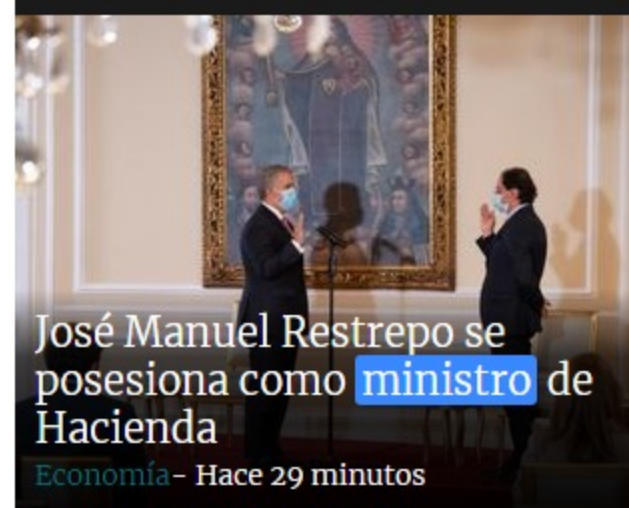 José Manuel Restrepo se
posesiona como ministro de
Hacienda
Economía- Hace 29 minutos